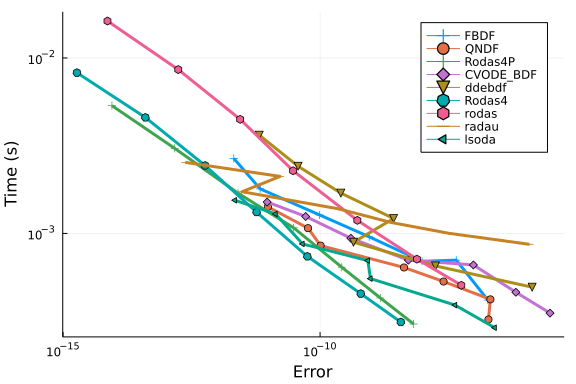 10⁻²
10⁻³
10⁻¹⁵
10⁻¹⁰
Time (s)
Error
FBDF
QNDF
Rodas4P
CVODE_BDF
ddebdf
Rodas4
rodas
radau
lsoda